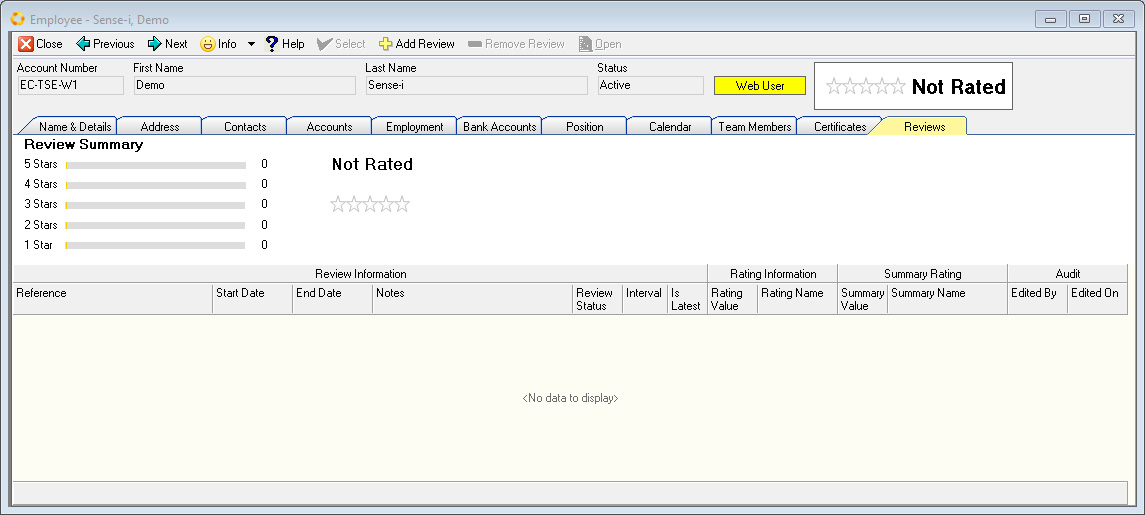 Employee - Sense-i, Demo
Close Previous Next Info Help Select Add Review Remove Review Open
Account Number First Name Last Name Status
EC-TSE-W1 Demo Sense-i Active Web User Not Rated
Name & Details Address Contacts Accounts Employment Bank Accounts Position Calendar Team Members Certificates Reviews
Review Summary
5 Stars 0 Not Rated
4 Stars 0
3 Stars 0
2 Stars 0
1 Star 0
Review Information Rating Information Summary Rating Audit
Reference Start Date End Date Notes Review Status Interval Is Latest Rating Value Rating Name Summary Value Summary Name Edited By Edited On
<No data to display>